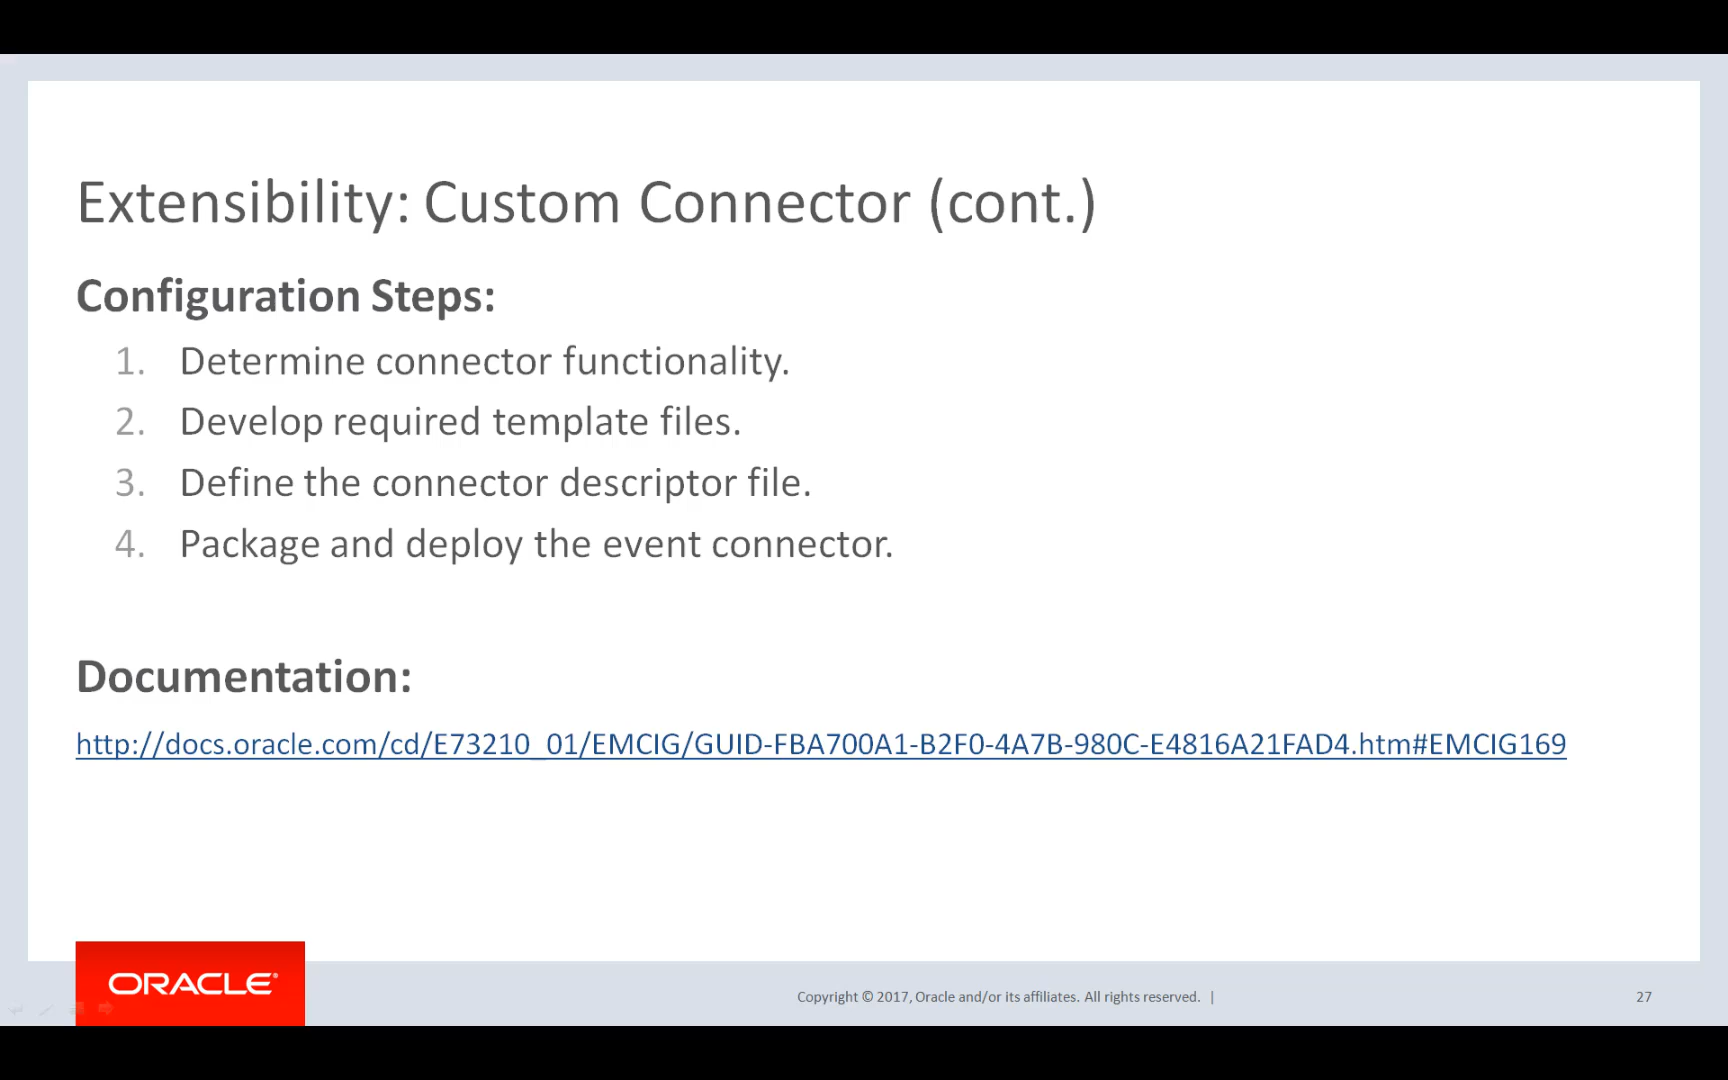 Extensibility: Custom Connector (cont.)
Configuration Steps:
1. Determine connector functionality.
2. Develop required template files.
3. Define the connector descriptor file.
4. Package and deploy the event connector.
Documentation:
http://docs.oracle.com/cd/E73210_01/EMCIG/GUID-FBA700A1-B2F0-4A7B-980C-E4816A21FAD4.htm#EMCIG169
ORACLE®
Copyright © 2017, Oracle and/or its affiliates. All rights reserved. |
27